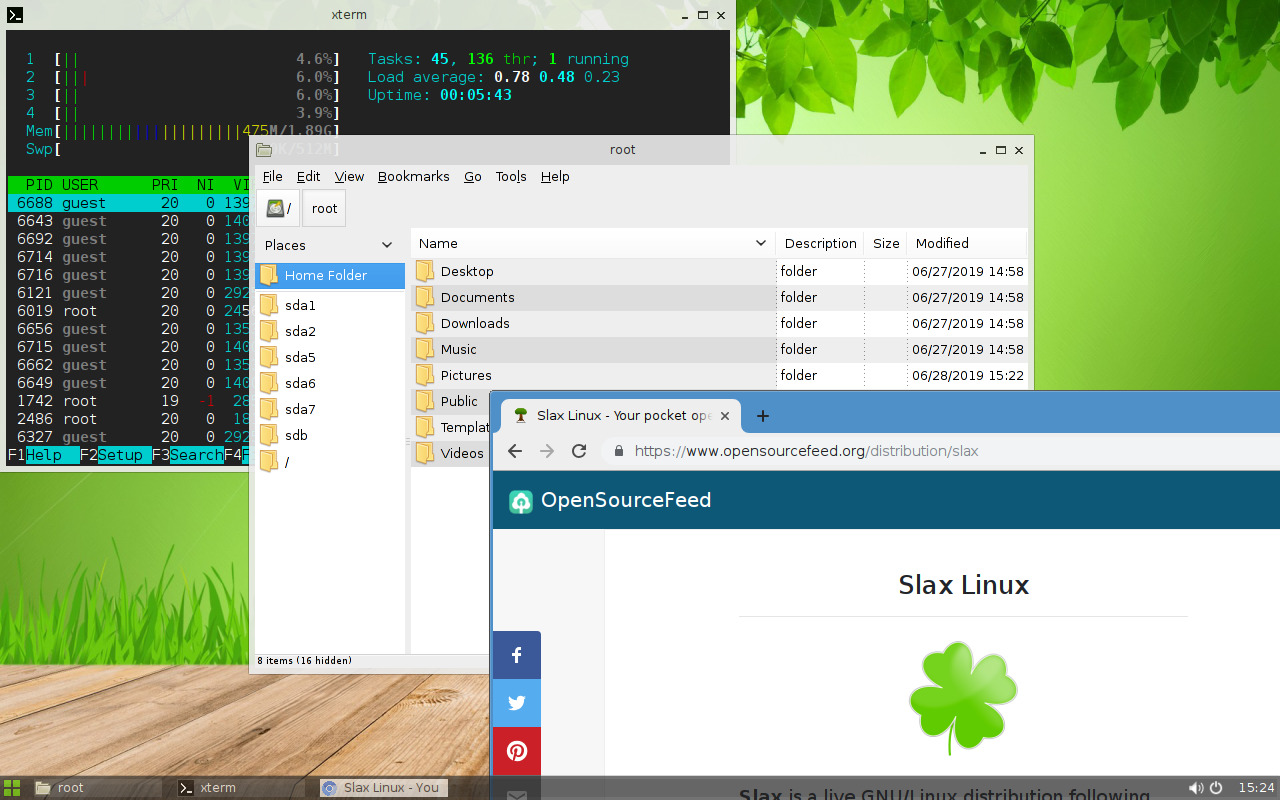 xterm
1 [|| 4.6%] Tasks: 45, 136 thr; 1 running
2 [||| 6.0%] Load average: 0.78 0.48 0.23
3 [|| 6.0%] Uptime: 00:05:43
4 [|| 3.9%]
Mem[||||||||||||||||||||475M/1.89G]
Swp[ 0K/512M]
PID USER PRI NI VI
6688 guest 20 0 139
6643 guest 20 0 140
6692 guest 20 0 139
6714 guest 20 0 139
6716 guest 20 0 139
6121 guest 20 0 292
6019 root 20 0 245
6656 guest 20 0 135
6715 guest 20 0 140
6662 guest 20 0 135
6649 guest 20 0 140
1742 root 19 -1 28
2486 root 20 0 18
6327 guest 20 0 292
F1Help F2Setup F3SearchF4F
root
File Edit View Bookmarks Go Tools Help
/ root
Places
Home Folder
sda1
sda2
sda5
sda6
sda7
sdb
/
Name Description Size Modified
Desktop folder 06/27/2019 14:58
Documents folder 06/27/2019 14:58
Downloads folder 06/27/2019 14:58
Music folder 06/27/2019 14:58
Pictures folder 06/28/2019 15:22
Public
Templat
Videos
8 items (16 hidden)
Slax Linux - Your pocket ope
https://www.opensourcefeed.org/distribution/slax
OpenSourceFeed
Slax Linux
Slax is a live GNU/Linux distribution following
root xterm Slax Linux - You 15:24